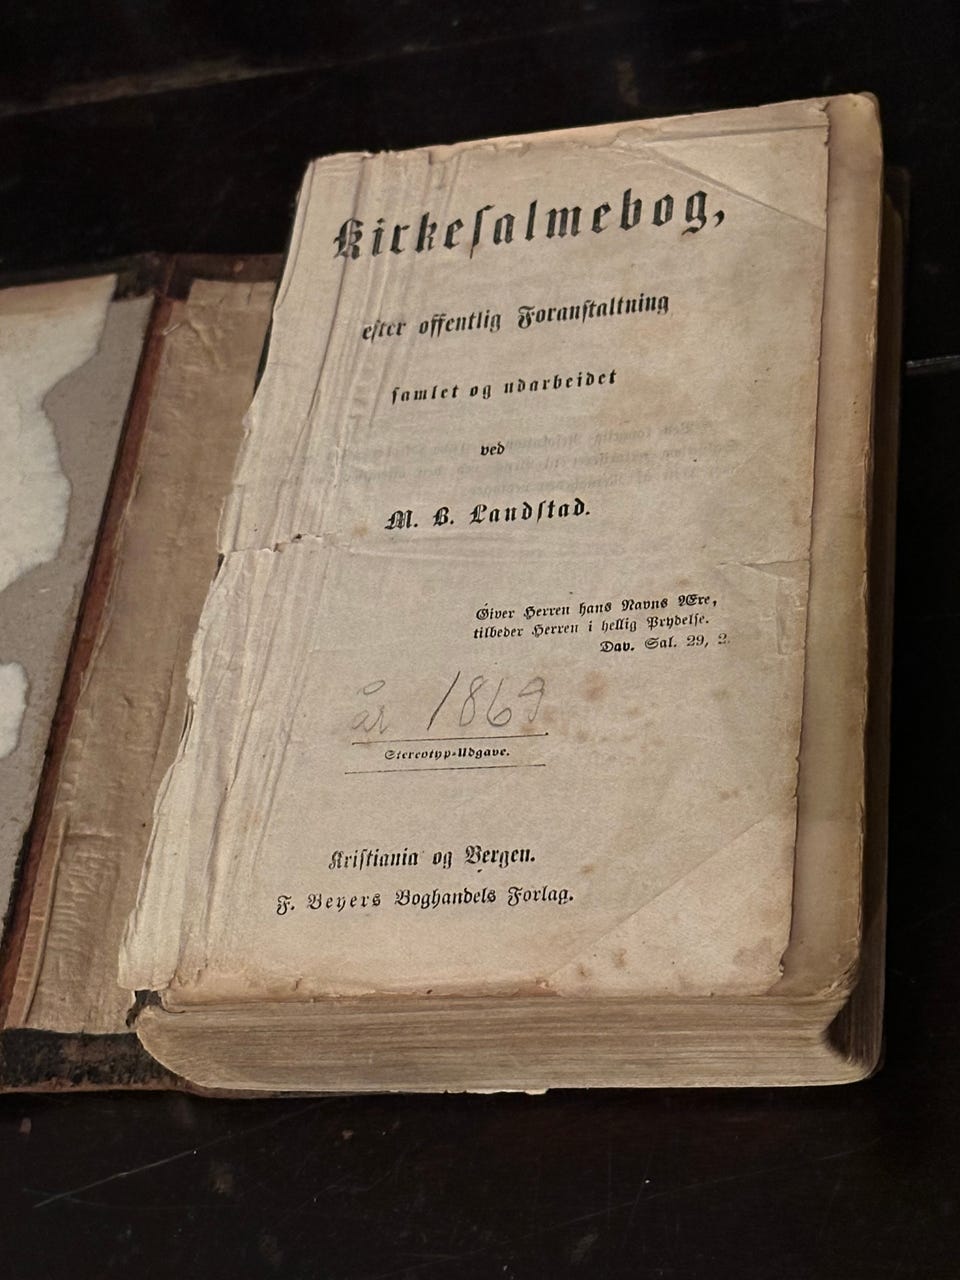 Kirkesalmebog,
efter offentlig Foranstaltning
samlet og udarbeidet
ved
M. B. Landstad.
Giver Herren hans Navns Ære,
tilbeder Herren i hellig Prydelse.
Dav. Sal. 29, 2
år 1869
Stereotyp-Udgave.
Kristiania og Bergen.
F. Beyers Boghandels Forlag.